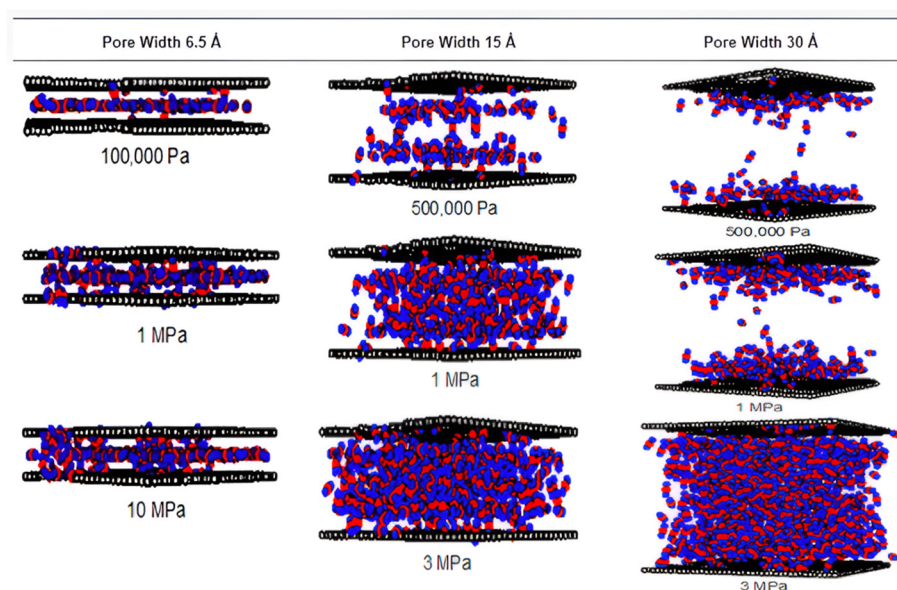 Pore Width 6.5 Å
Pore Width 15 Å
Pore Width 30 Å
100,000 Pa
500,000 Pa
500,000 Pa
1 MPa
1 MPa
1 MPa
10 MPa
3 MPa
3 MPa